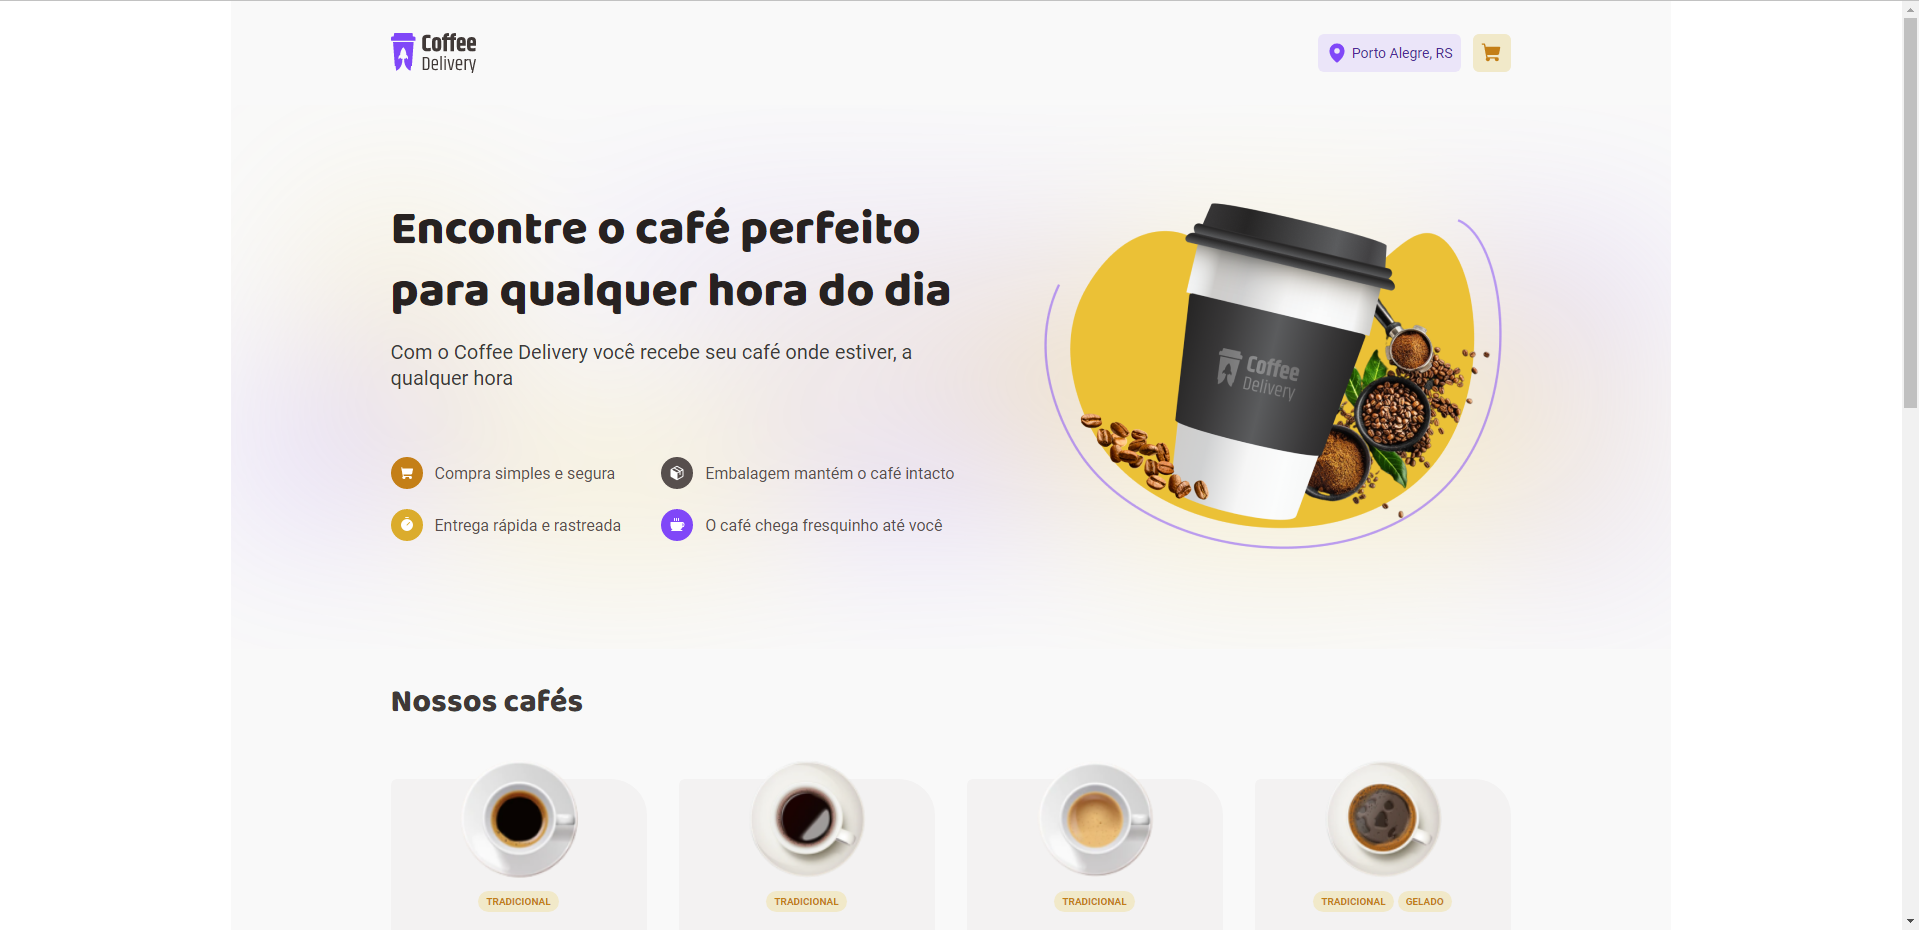 Coffee
Delivery
Porto Alegre, RS
Encontre o café perfeito
para qualquer hora do dia
Com o Coffee Delivery você recebe seu café onde estiver, a
qualquer hora
Compra simples e segura
Embalagem mantém o café intacto
Entrega rápida e rastreada
O café chega fresquinho até você
Coffee
Delivery
Nossos cafés
TRADICIONAL
TRADICIONAL
TRADICIONAL
TRADICIONAL GELADO